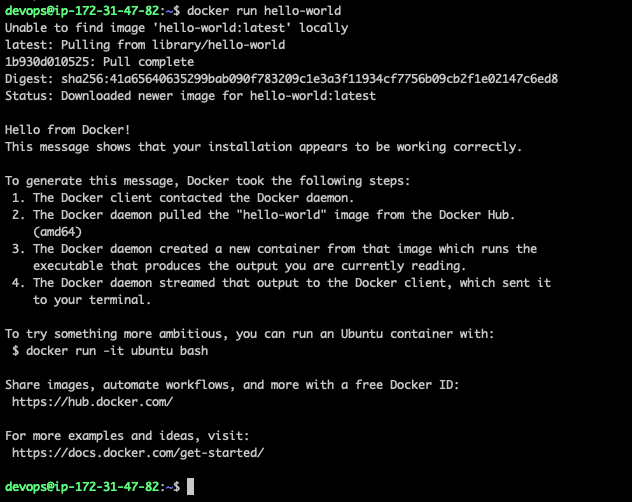 devops@ip-172-31-47-82:~$ docker run hello-world
Unable to find image 'hello-world:latest' locally
latest: Pulling from library/hello-world
1b930d010525: Pull complete
Digest: sha256:41a65640635299bab090f783209c1e3a3f11934cf7756b09cb2f1e02147c6ed8
Status: Downloaded newer image for hello-world:latest

Hello from Docker!
This message shows that your installation appears to be working correctly.

To generate this message, Docker took the following steps:
 1. The Docker client contacted the Docker daemon.
 2. The Docker daemon pulled the "hello-world" image from the Docker Hub.
    (amd64)
 3. The Docker daemon created a new container from that image which runs the
    executable that produces the output you are currently reading.
 4. The Docker daemon streamed that output to the Docker client, which sent it
    to your terminal.

To try something more ambitious, you can run an Ubuntu container with:
 $ docker run -it ubuntu bash

Share images, automate workflows, and more with a free Docker ID:
 https://hub.docker.com/

For more examples and ideas, visit:
 https://docs.docker.com/get-started/

devops@ip-172-31-47-82:~$